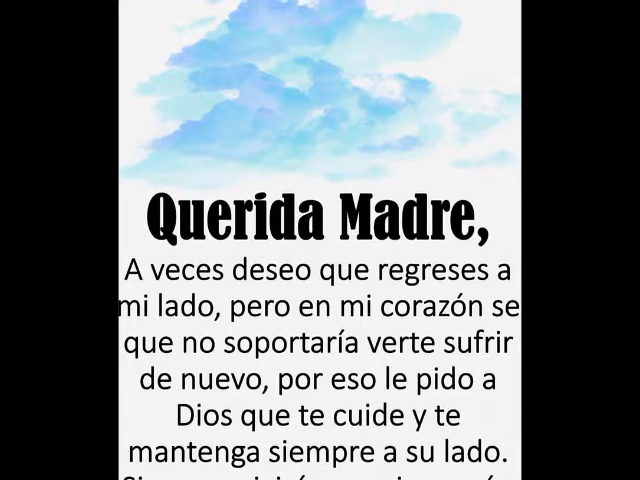 Querida Madre,
A veces deseo que regreses a
mi lado, pero en mi corazón se
que no soportaría verte sufrir
de nuevo, por eso le pido a
Dios que te cuide y te
mantenga siempre a su lado.